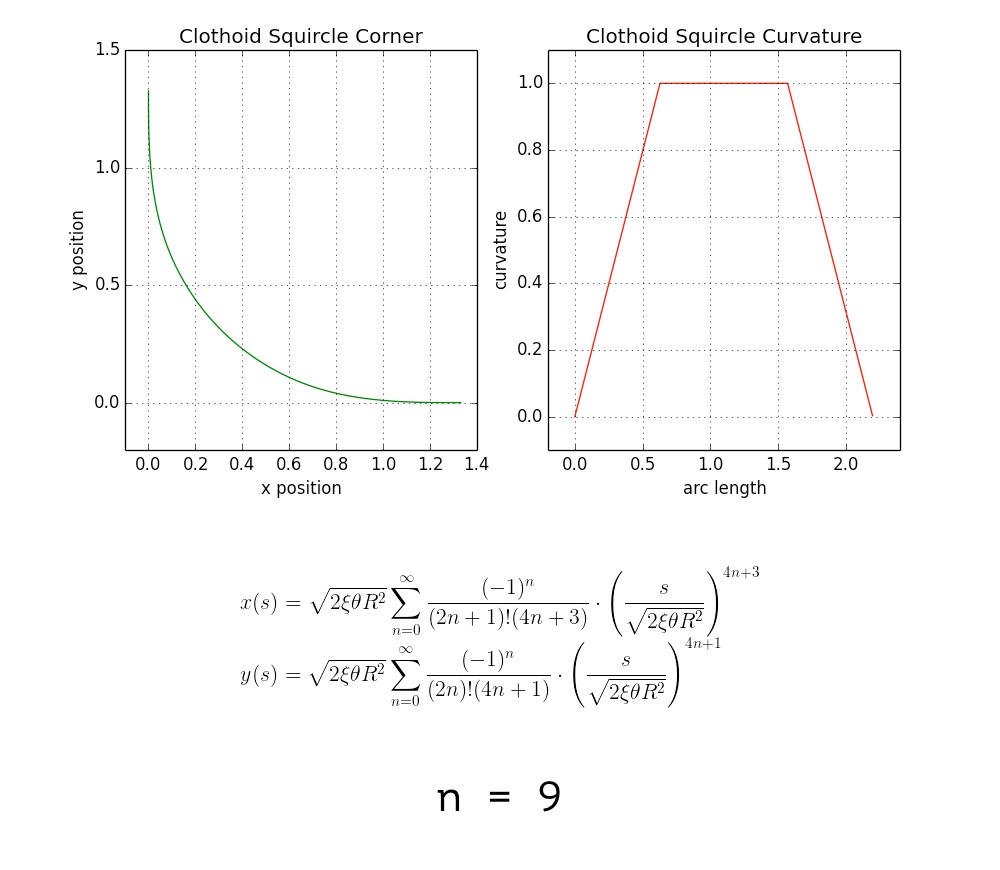 Clothoid Squircle Corner
1.5
1.0
0.5
0.0
y position
0.0 0.2 0.4 0.6 0.8 1.0 1.2 1.4
x position
Clothoid Squircle Curvature
1.0
0.8
0.6
0.4
0.2
0.0
curvature
0.0 0.5 1.0 1.5 2.0
arc length
x(s) = √(2ξθR²) ∑_{n=0}^{∞} (-1)^n / ((2n + 1)!(4n + 3)) · (s / √(2ξθR²))^{4n+3}
y(s) = √(2ξθR²) ∑_{n=0}^{∞} (-1)^n / ((2n)!(4n + 1)) · (s / √(2ξθR²))^{4n+1}
n = 9